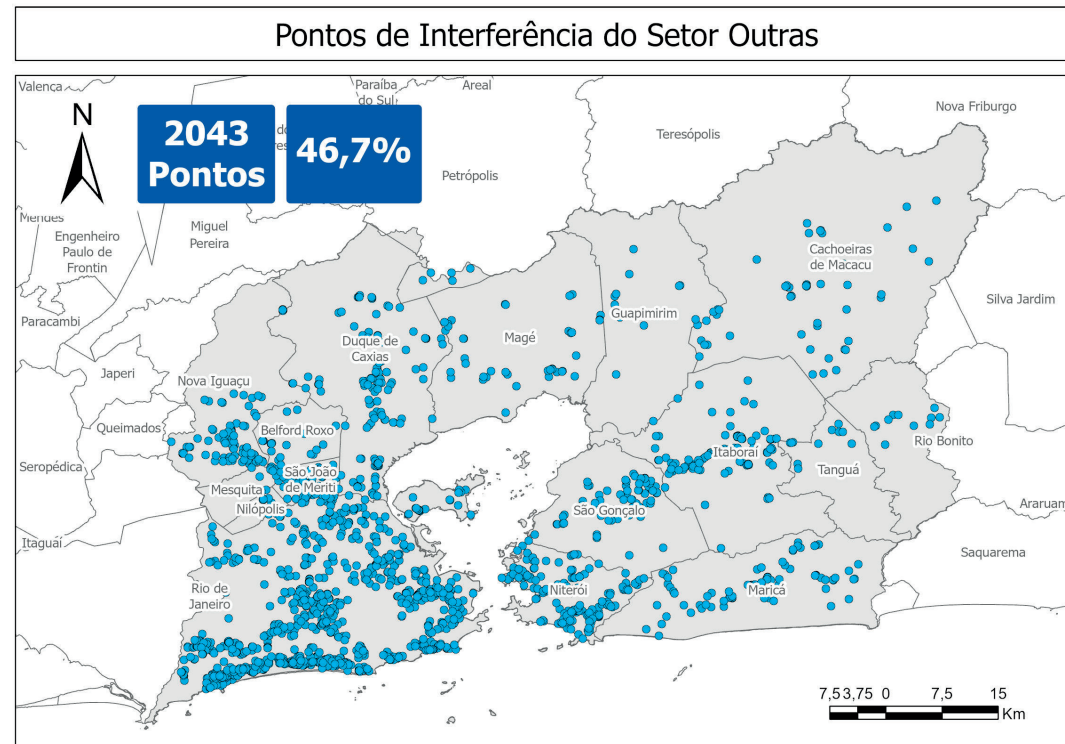 Pontos de Interferência do Setor Outras
Valença
Paraíba
do Sul
Areal
Nova Friburgo
N
2043
Pontos
46,7%
Teresópolis
Petrópolis
Mendes
Engenheiro
Paulo de
Frontin
Miguel
Pereira
Cachoeiras
de Macacu
Silva Jardim
Paracambi
Guapimirim
Magé
Duque de
Caxias
Japeri
Nova Iguaçu
Queimados
Belford Roxo
Rio Bonito
Itaboraí
Seropédica
São João
de Meriti
Tanguá
Mesquita
Nilópolis
São Gonçalo
Araruam
Itaguaí
Saquarema
Rio de
Janeiro
Niterói
Maricá
7,5 3,75 0 7,5 15
Km